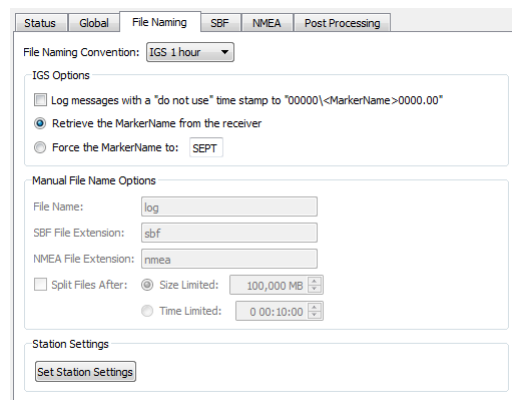 Status Global File Naming SBF NMEA Post Processing
File Naming Convention: IGS 1 hour
IGS Options
Log messages with a "do not use" time stamp to "00000\<MarkerName>0000.00"
Retrieve the MarkerName from the receiver
Force the MarkerName to: SEPT
Manual File Name Options
File Name: log
SBF File Extension: sbf
NMEA File Extension: nmea
Split Files After: Size Limited: 100,000 MB
Time Limited: 0 00:10:00
Station Settings
Set Station Settings